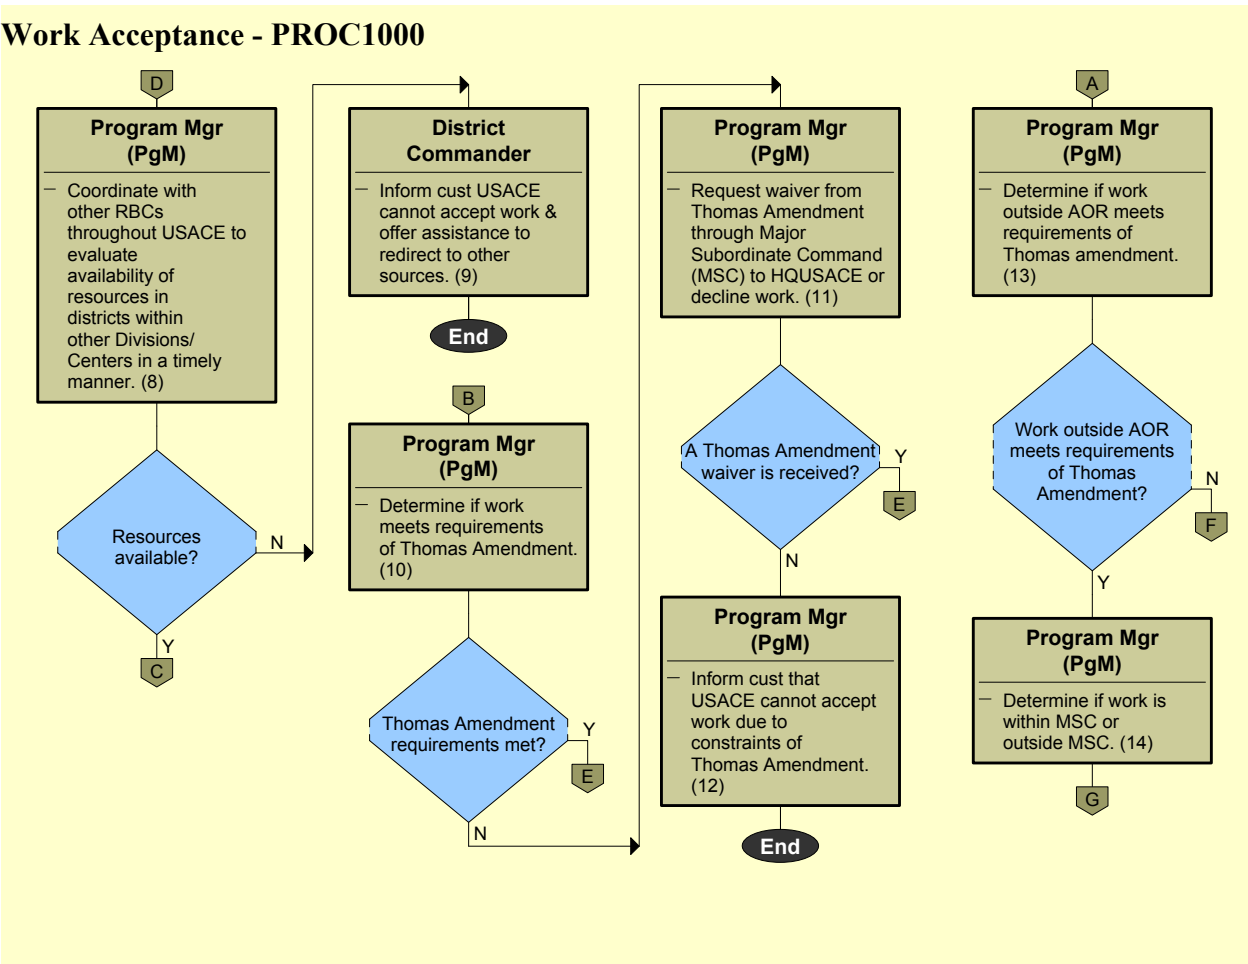 Work Acceptance - PROC1000
D
Program Mgr
(PgM)
— Coordinate with
other RBCs
throughout USACE to
evaluate
availability of
resources in
districts within
other Divisions/
Centers in a timely
manner. (8)
Resources
available?
N
Y
C
District
Commander
— Inform cust USACE
cannot accept work &
offer assistance to
redirect to other
sources. (9)
End
B
Program Mgr
(PgM)
— Determine if work
meets requirements
of Thomas Amendment.
(10)
Thomas Amendment
requirements met?
Y
E
N
Program Mgr
(PgM)
— Request waiver from
Thomas Amendment
through Major
Subordinate Command
(MSC) to HQUSACE or
decline work. (11)
A Thomas Amendment
waiver is received?
Y
E
N
Program Mgr
(PgM)
— Inform cust that
USACE cannot accept
work due to
constraints of
Thomas Amendment.
(12)
End
A
Program Mgr
(PgM)
— Determine if work
outside AOR meets
requirements of
Thomas amendment.
(13)
Work outside AOR
meets requirements
of Thomas
Amendment?
N
F
Y
Program Mgr
(PgM)
— Determine if work is
within MSC or
outside MSC. (14)
G